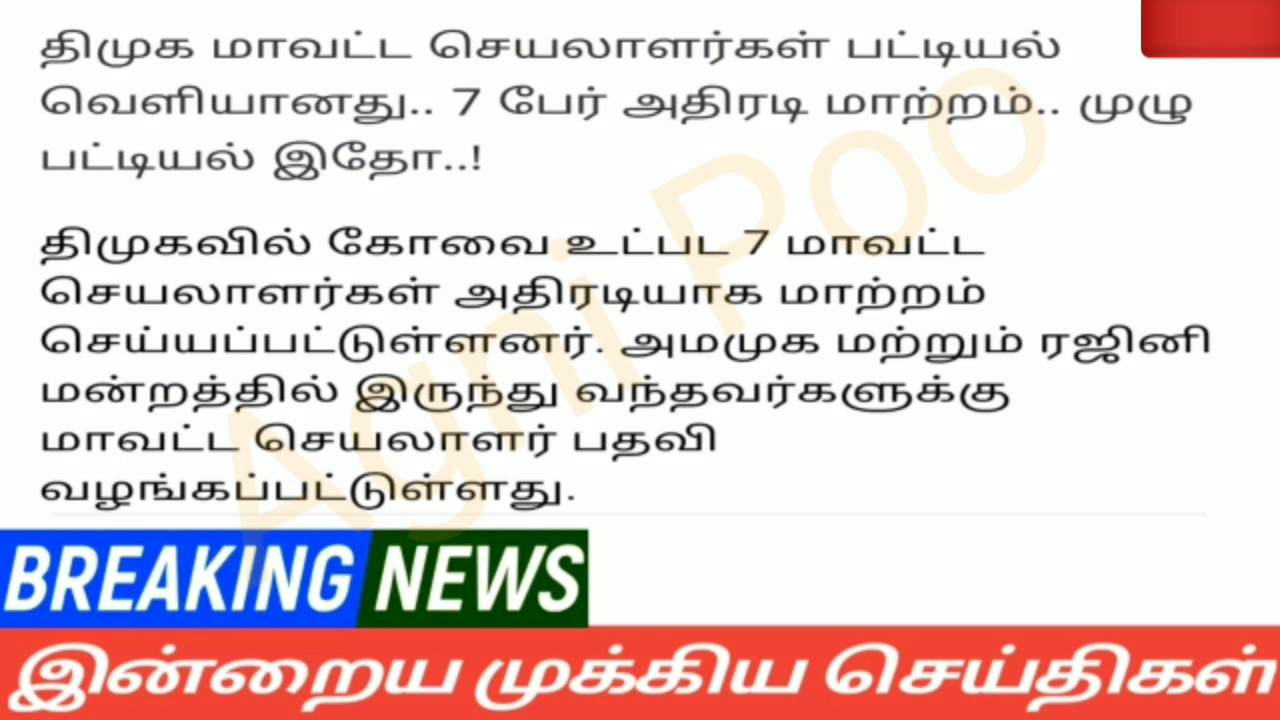 திமுக மாவட்ட செயலாளர்கள் பட்டியல்
வெளியானது.. 7 பேர் அதிரடி மாற்றம்.. முழு
பட்டியல் இதோ..!
திமுகவில் கோவை உட்பட 7 மாவட்ட
செயலாளர்கள் அதிரடியாக மாற்றம்
செய்யப்பட்டுள்ளனர். அமமுக மற்றும் ரஜினி
மன்றத்தில் இருந்து வந்தவர்களுக்கு
மாவட்ட செயலாளர் பதவி
வழங்கப்பட்டுள்ளது.
Agni Poo
BREAKING NEWS
இன்றைய முக்கிய செய்திகள்